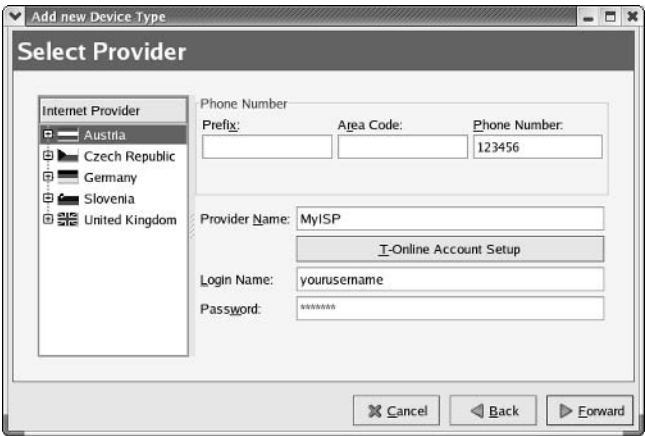 Add new Device Type
Select Provider
Internet Provider
Austria
Czech Republic
Germany
Slovenia
United Kingdom
Phone Number
Prefix:
Area Code:
Phone Number:
123456
Provider Name:
MyISP
T-Online Account Setup
Login Name:
yourusername
Password:
*******
Cancel
Back
Forward